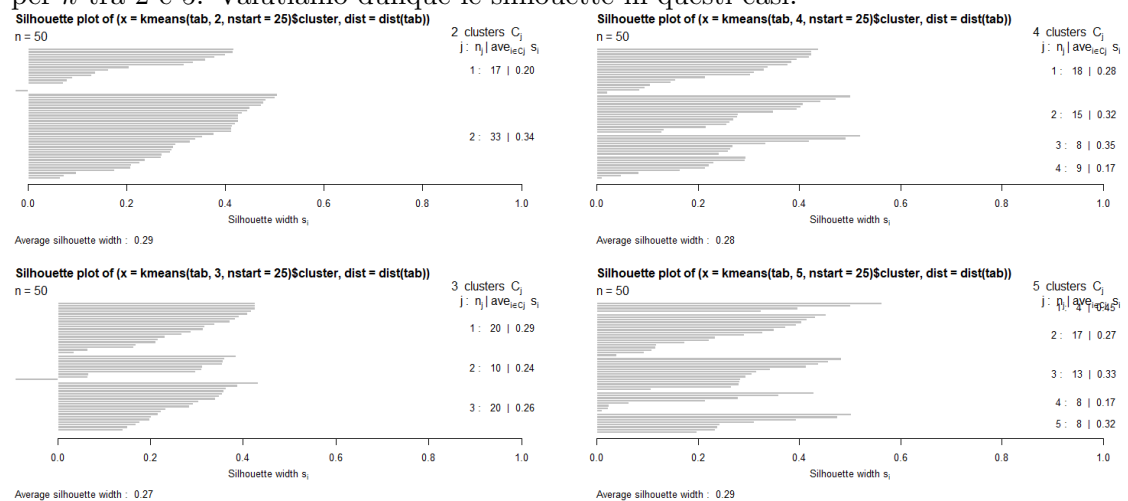 per k tra 2 e 5. Valutiamo dunque le silhouette in questi casi.
Silhouette plot of (x = kmeans(tab, 2, nstart = 25)$cluster, dist = dist(tab))
n = 50
2 clusters Cj
j : nj | avei∈Cj si
1 : 17 | 0.20
2 : 33 | 0.34
0.0 0.2 0.4 0.6 0.8 1.0
Silhouette width si
Average silhouette width : 0.29
Silhouette plot of (x = kmeans(tab, 4, nstart = 25)$cluster, dist = dist(tab))
n = 50
4 clusters Cj
j : nj | avei∈Cj si
1 : 18 | 0.28
2 : 15 | 0.32
3 : 8 | 0.35
4 : 9 | 0.17
0.0 0.2 0.4 0.6 0.8 1.0
Silhouette width si
Average silhouette width : 0.28
Silhouette plot of (x = kmeans(tab, 3, nstart = 25)$cluster, dist = dist(tab))
n = 50
3 clusters Cj
j : nj | avei∈Cj si
1 : 20 | 0.29
2 : 10 | 0.24
3 : 20 | 0.26
0.0 0.2 0.4 0.6 0.8 1.0
Silhouette width si
Average silhouette width : 0.27
Silhouette plot of (x = kmeans(tab, 5, nstart = 25)$cluster, dist = dist(tab))
n = 50
5 clusters Cj
j : nj | avei∈Cj si
1 : 4 | 0.45
2 : 17 | 0.27
3 : 13 | 0.33
4 : 8 | 0.17
5 : 8 | 0.32
0.0 0.2 0.4 0.6 0.8 1.0
Silhouette width si
Average silhouette width : 0.29